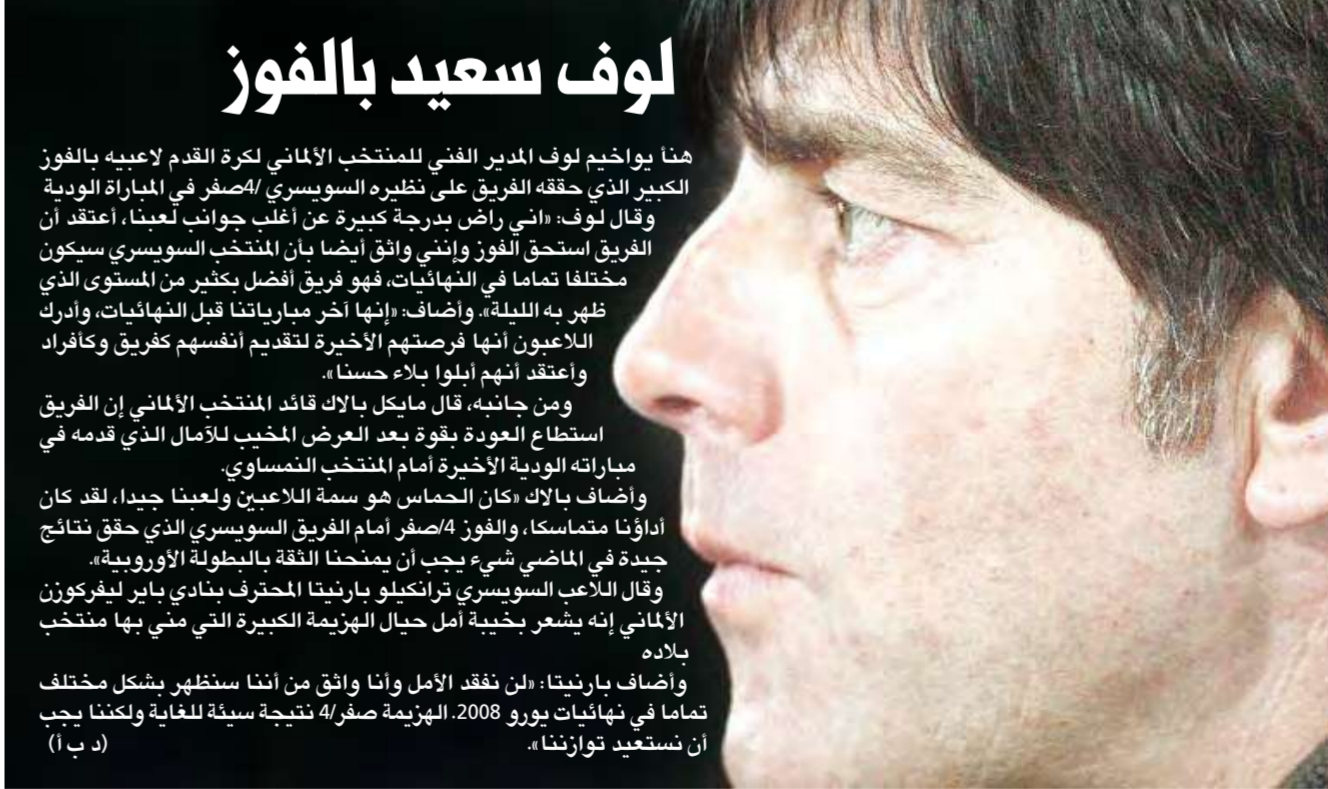 لوف سعيد بالفوز
هنأ يواخيم لوف المدير الفني للمنتخب الألماني لكرة القدم لاعبيه بالفوز
الكبير الذي حققه الفريق على نظيره السويسري /4صفر في المباراة الودية
وقال لوف: «اني راض بدرجة كبيرة عن أغلب جوانب لعبنا، أعتقد أن
الفريق استحق الفوز وإنني واثق أيضا بأن المنتخب السويسري سيكون
مختلفا تماما في النهائيات، فهو فريق أفضل بكثير من المستوى الذي
ظهر به الليلة». وأضاف: «إنها آخر مبارياتنا قبل النهائيات، وأدرك
اللاعبون أنها فرصتهم الأخيرة لتقديم أنفسهم كفريق وكأفراد
وأعتقد أنهم أبلوا بلاء حسنا».
ومن جانبه، قال مايكل بالاك قائد المنتخب الألماني إن الفريق
استطاع العودة بقوة بعد العرض المخيب للآمال الذي قدمه في
مباراته الودية الأخيرة أمام المنتخب النمساوي.
وأضاف بالاك «كان الحماس هو سمة اللاعبين ولعبنا جيدا، لقد كان
أداؤنا متماسكا، والفوز 4/صفر أمام الفريق السويسري الذي حقق نتائج
جيدة في الماضي شيء يجب أن يمنحنا الثقة بالبطولة الأوروبية».
وقال اللاعب السويسري ترانكيلو بارنيتا المحترف بنادي باير ليفركوزن
الألماني إنه يشعر بخيبة أمل حيال الهزيمة الكبيرة التي مني بها منتخب
بلاده
وأضاف بارنيتا: «لن نفقد الأمل وأنا واثق من أننا سنظهر بشكل مختلف
تماما في نهائيات يورو 2008. الهزيمة صفر/4 نتيجة سيئة للغاية ولكننا يجب
أن نستعيد توازننا». (د ب أ)